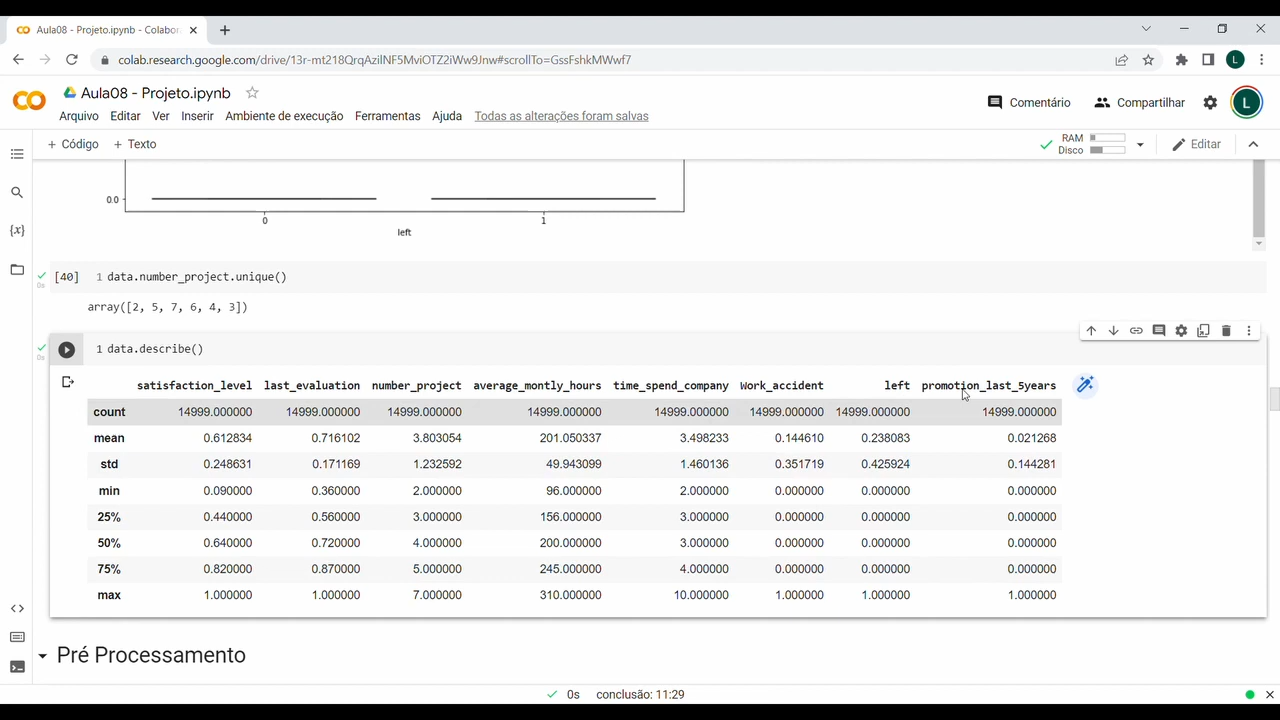 Aula08 - Projeto.ipynb - Colabor
colab.research.google.com/drive/13r-mt218QrqAzilNF5MviOTZ2iWw9Jnw#scrollTo=GssFshkMWwf7
L
Aula08 - Projeto.ipynb
Comentário Compartilhar L
Arquivo Editar Ver Inserir Ambiente de execução Ferramentas Ajuda Todas as alterações foram salvas
+ Código + Texto
RAM
Disco
Editar
0.0
0 1
left
[40] 1 data.number_project.unique()
0s
array([2, 5, 7, 6, 4, 3])
1 data.describe()
0s
satisfaction_level last_evaluation number_project average_montly_hours time_spend_company Work_accident left promotion_last_5years
count 14999.000000 14999.000000 14999.000000 14999.000000 14999.000000 14999.000000 14999.000000 14999.000000
mean 0.612834 0.716102 3.803054 201.050337 3.498233 0.144610 0.238083 0.021268
std 0.248631 0.171169 1.232592 49.943099 1.460136 0.351719 0.425924 0.144281
min 0.090000 0.360000 2.000000 96.000000 2.000000 0.000000 0.000000 0.000000
25% 0.440000 0.560000 3.000000 156.000000 3.000000 0.000000 0.000000 0.000000
50% 0.640000 0.720000 4.000000 200.000000 3.000000 0.000000 0.000000 0.000000
75% 0.820000 0.870000 5.000000 245.000000 4.000000 0.000000 0.000000 0.000000
max 1.000000 1.000000 7.000000 310.000000 10.000000 1.000000 1.000000 1.000000
Pré Processamento
0s conclusão: 11:29